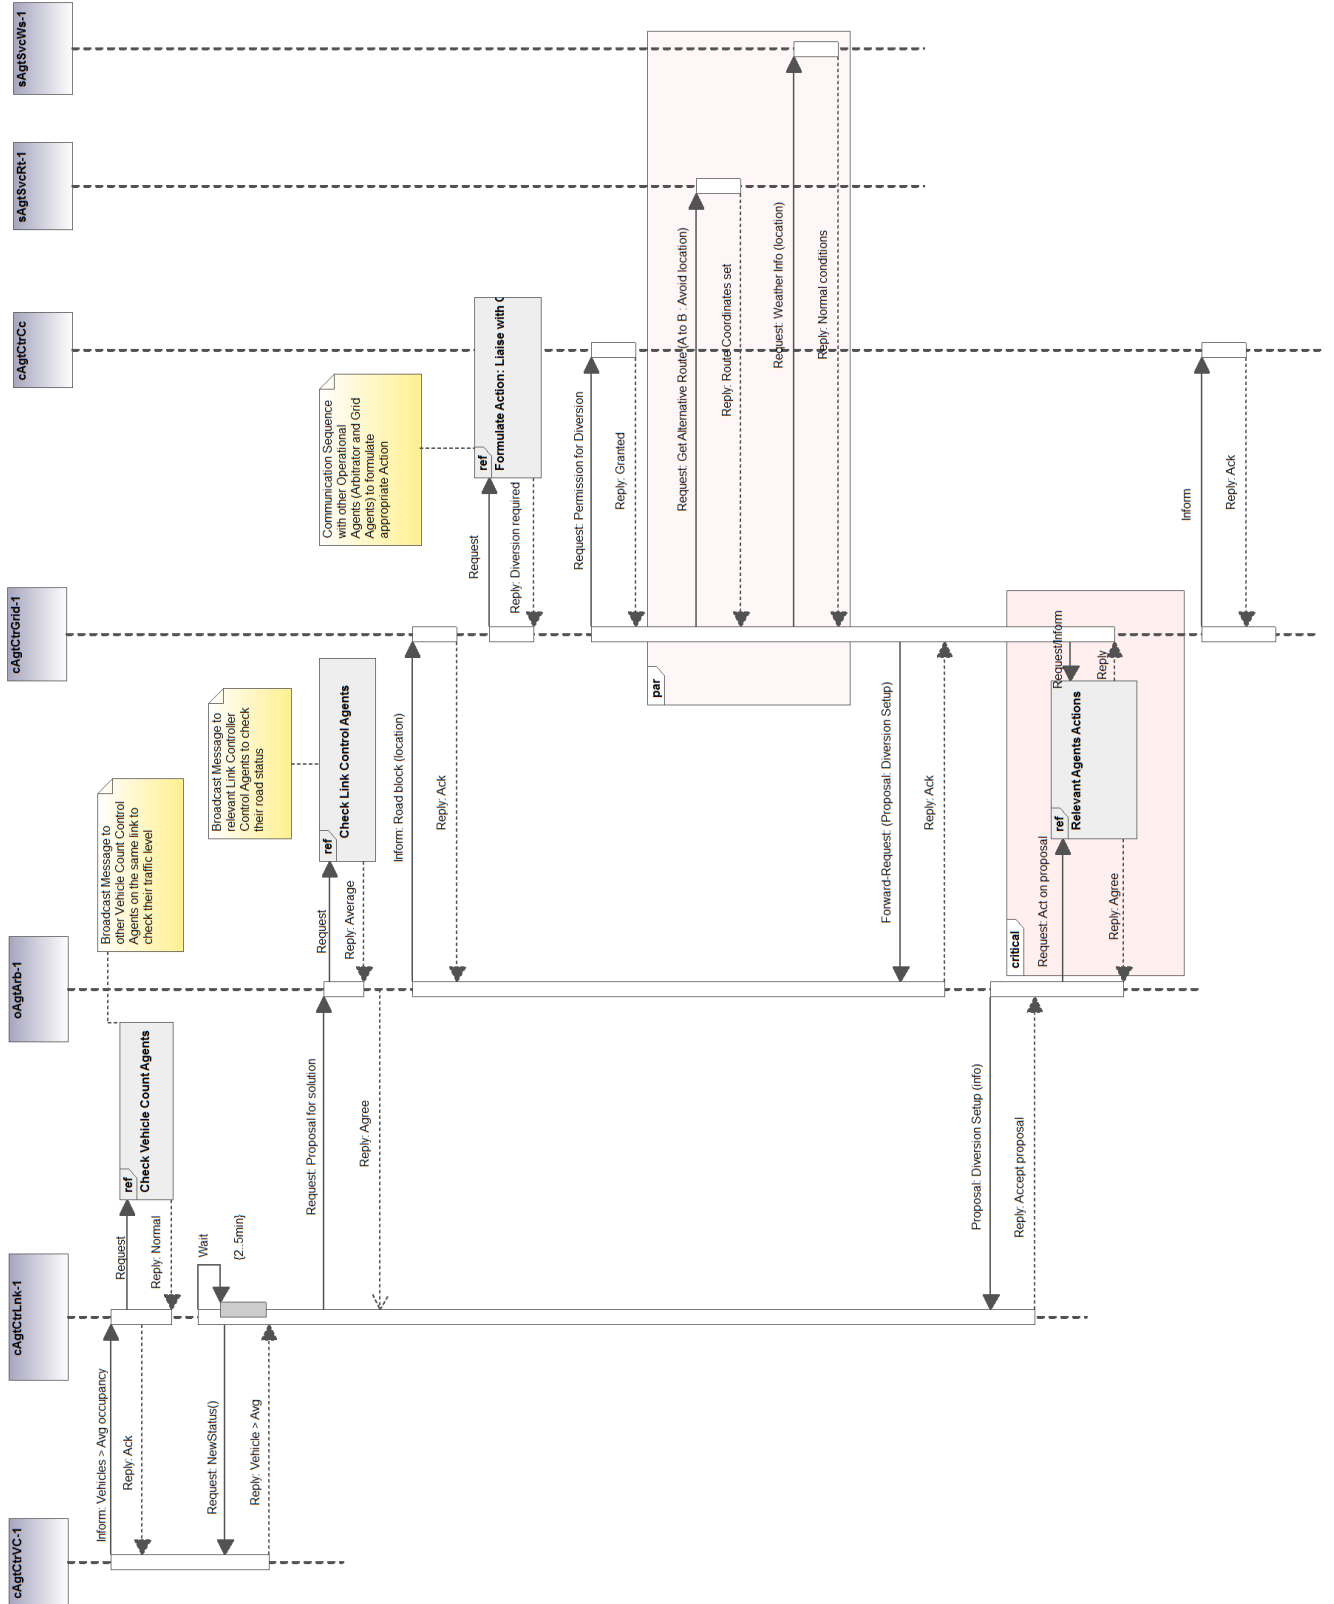 cAgtCtrVC-1
cAgtCtrLnk-1
oAgtArb-1
cAgtCtrGrid-1
cAgtCtrCc
sAgtSvcRt-1
sAgtSvcWs-1
Inform: Vehicles > Avg occupancy
Reply: Ack
Request
ref
Check Vehicle Count Agents
Reply: Normal
Broadcast Message to
other Vehicle Count Control
Agents on the same link to
check their traffic level
Wait
{2..5min}
Request: NewStatus()
Reply: Vehicle > Avg
Request: Proposal for solution
Request
ref
Check Link Control Agents
Reply: Average
Broadcast Message to
relevant Link Controller
Control Agents to check
their road status
Reply: Agree
Inform: Road block (location)
Reply: Ack
Request
ref
Formulate Action: Liaise with
Reply: Diversion required
Communication Sequence
with other Operational
Agents (Arbitrator and Grid
Agents) to formulate
appropriate Action
Request: Permission for Diversion
Reply: Granted
par
Request: Get Alternative Route (A to B : Avoid location)
Reply: Route Coordinates set
Request: Weather Info (location)
Reply: Normal conditions
Forward-Request: (Proposal: Diversion Setup)
Reply: Ack
Proposal: Diversion Setup (info)
Reply: Accept proposal
critical
Request: Act on proposal
ref
Relevant Agents Actions
Request/Inform
Reply
Reply: Agree
Inform
Reply: Ack